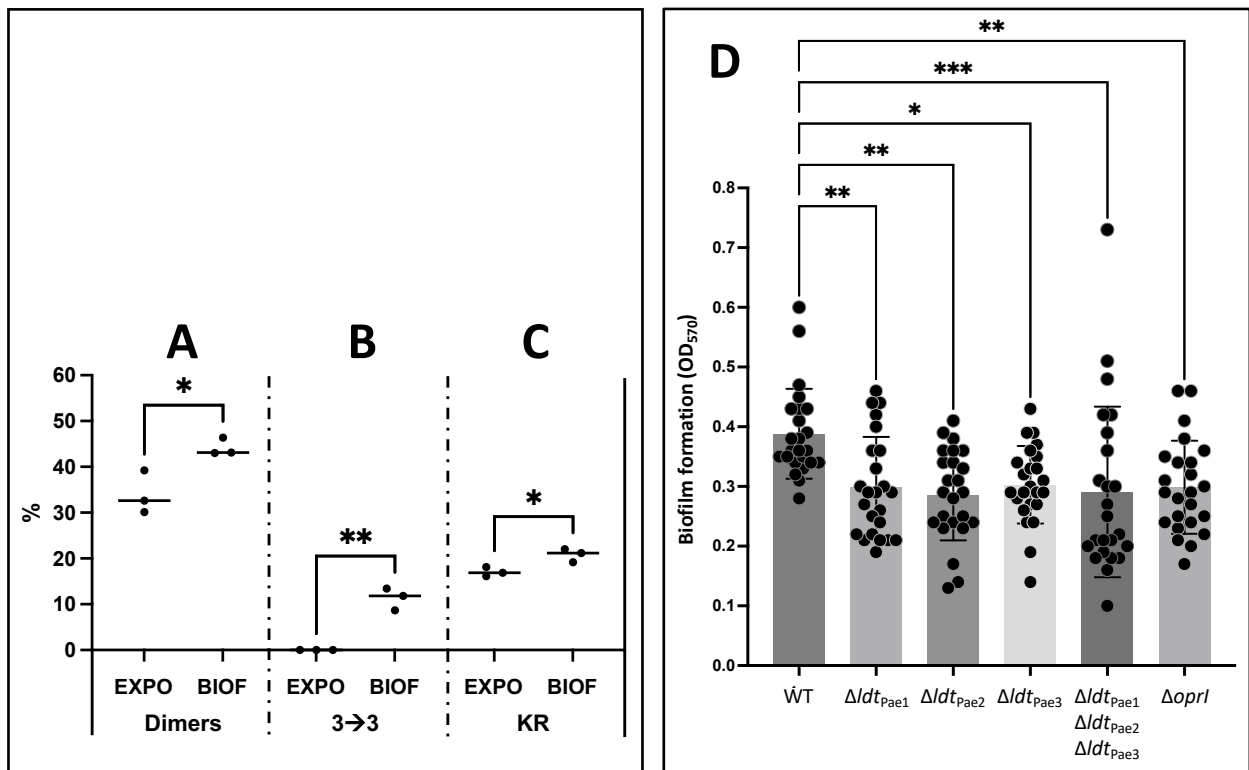 A
B
C
60
50
40
30
20
10
0
%
*
**
*
EXPO BIOF EXPO BIOF EXPO BIOF
Dimers 3→3 KR
D
**
***
*
**
**
0.8
0.7
0.6
0.5
0.4
0.3
0.2
0.1
0.0
Biofilm formation (OD570)
WT ΔldtPae1 ΔldtPae2 ΔldtPae3 ΔldtPae1 ΔoprI
ΔldtPae2
ΔldtPae3